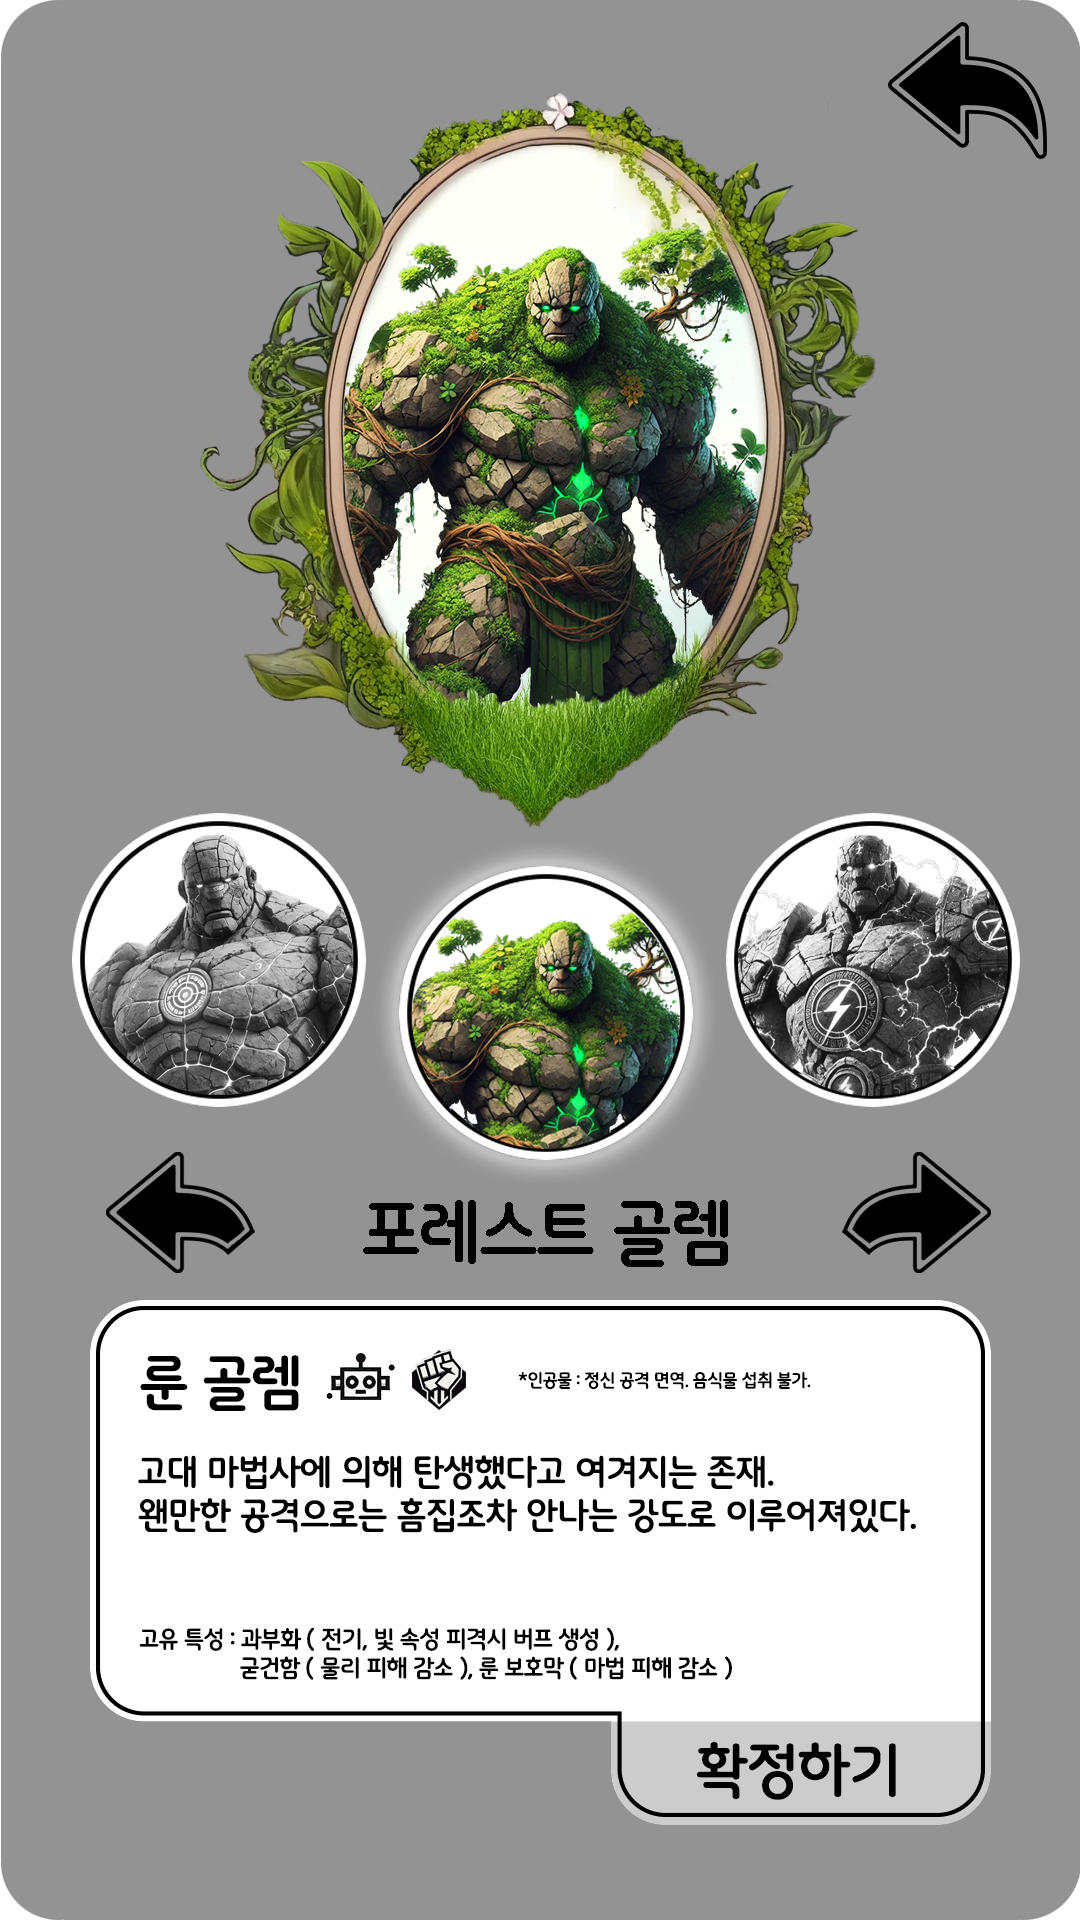 포레스트 골렘
룬 골렘
*인공물 : 정신 공격 면역. 음식물 섭취 불가.
고대 마법사에 의해 탄생했다고 여겨지는 존재.
왠만한 공격으로는 흠집조차 안나는 강도로 이루어져있다.
고유 특성 : 과부화 ( 전기, 빛 속성 피격시 버프 생성 ),
굳건함 ( 물리 피해 감소 ), 룬 보호막 ( 마법 피해 감소 )
확정하기